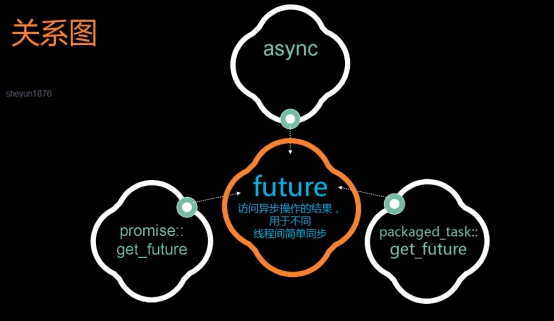 关系图
async
sheyun1876
future
访问异步操作的结果，
用于不同
线程间简单同步
promise::
get_future
packaged_task::
get_future